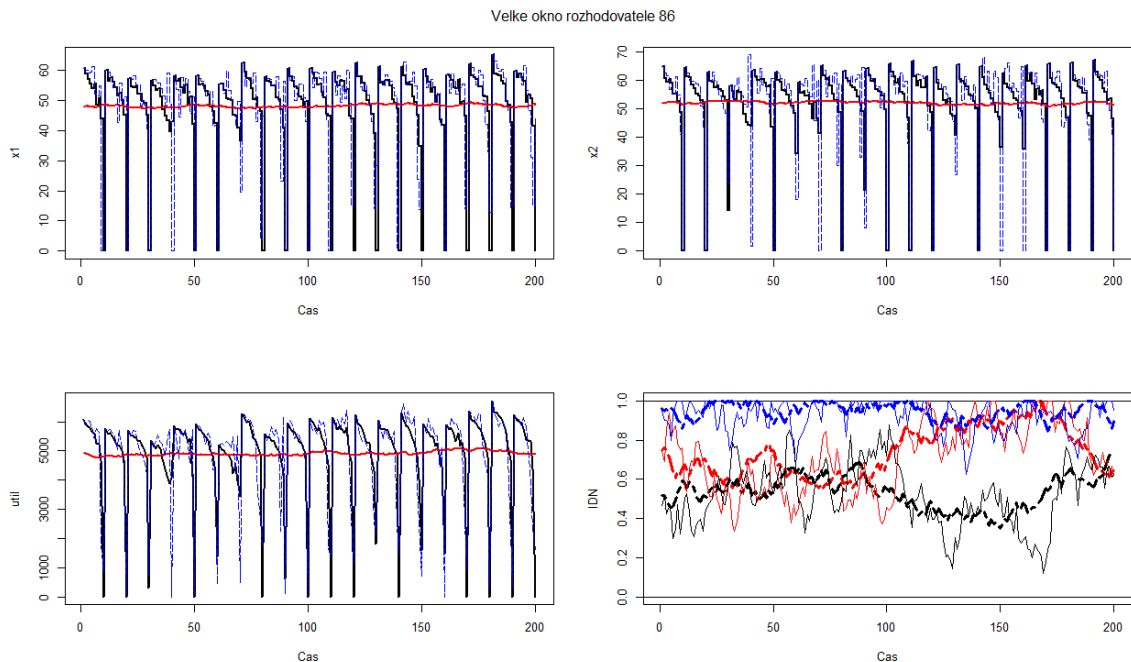 Velke okno rozhodovatele 86
x1
0 10 20 30 40 50 60
0 50 100 150 200
Cas
x2
0 10 20 30 40 50 60 70
0 50 100 150 200
Cas
util
0 1000 3000 5000
0 50 100 150 200
Cas
IDN
0.0 0.2 0.4 0.6 0.8 1.0
0 50 100 150 200
Cas